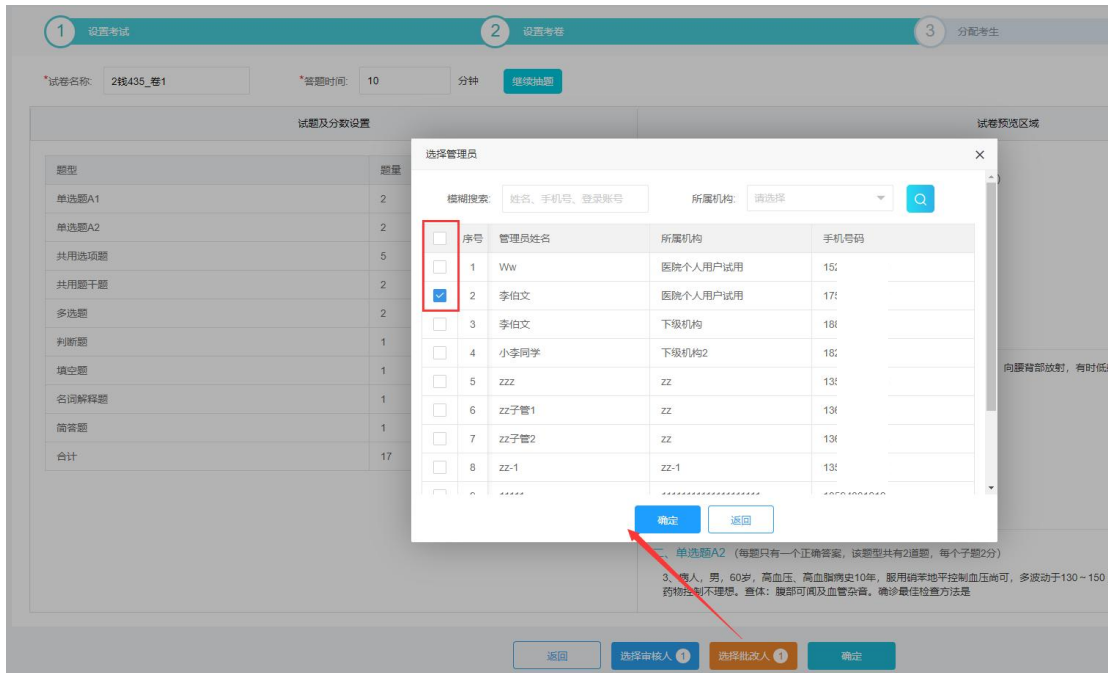 1 设置考试 2 设置考卷 3 分配考生
*试卷名称: 2钱435_卷1 *答题时间: 10 分钟 继续抽题
试题及分数设置 试卷预览区域
题型 题量
单选题A1 2
单选题A2 2
共用选项题 5
共用题干题 2
多选题 2
判断题 1
填空题 1
名词解释题 1
简答题 1
合计 17
选择管理员
模糊搜索: 姓名、手机号、登录账号 所属机构: 请选择
序号 管理员姓名 所属机构 手机号码
1 Ww 医院个人用户试用 152
2 李伯文 医院个人用户试用 175
3 李伯文 下级机构 188
4 小李同学 下级机构2 182
5 zzz zz 135
6 zz子管1 zz 136
7 zz子管2 zz 136
8 zz-1 zz-1 135
确定 返回
向腰背部放射，有时低
、单选题A2 （每题只有一个正确答案，该题型共有2道题，每个子题2分）
3、病人，男，60岁，高血压、高血脂病史10年，服用硝苯地平控制血压尚可，多波动于130~150
药物控制不理想。查体：腹部可闻及血管杂音。确诊最佳检查方法是
返回 选择审核人 1 选择批改人 1 确定